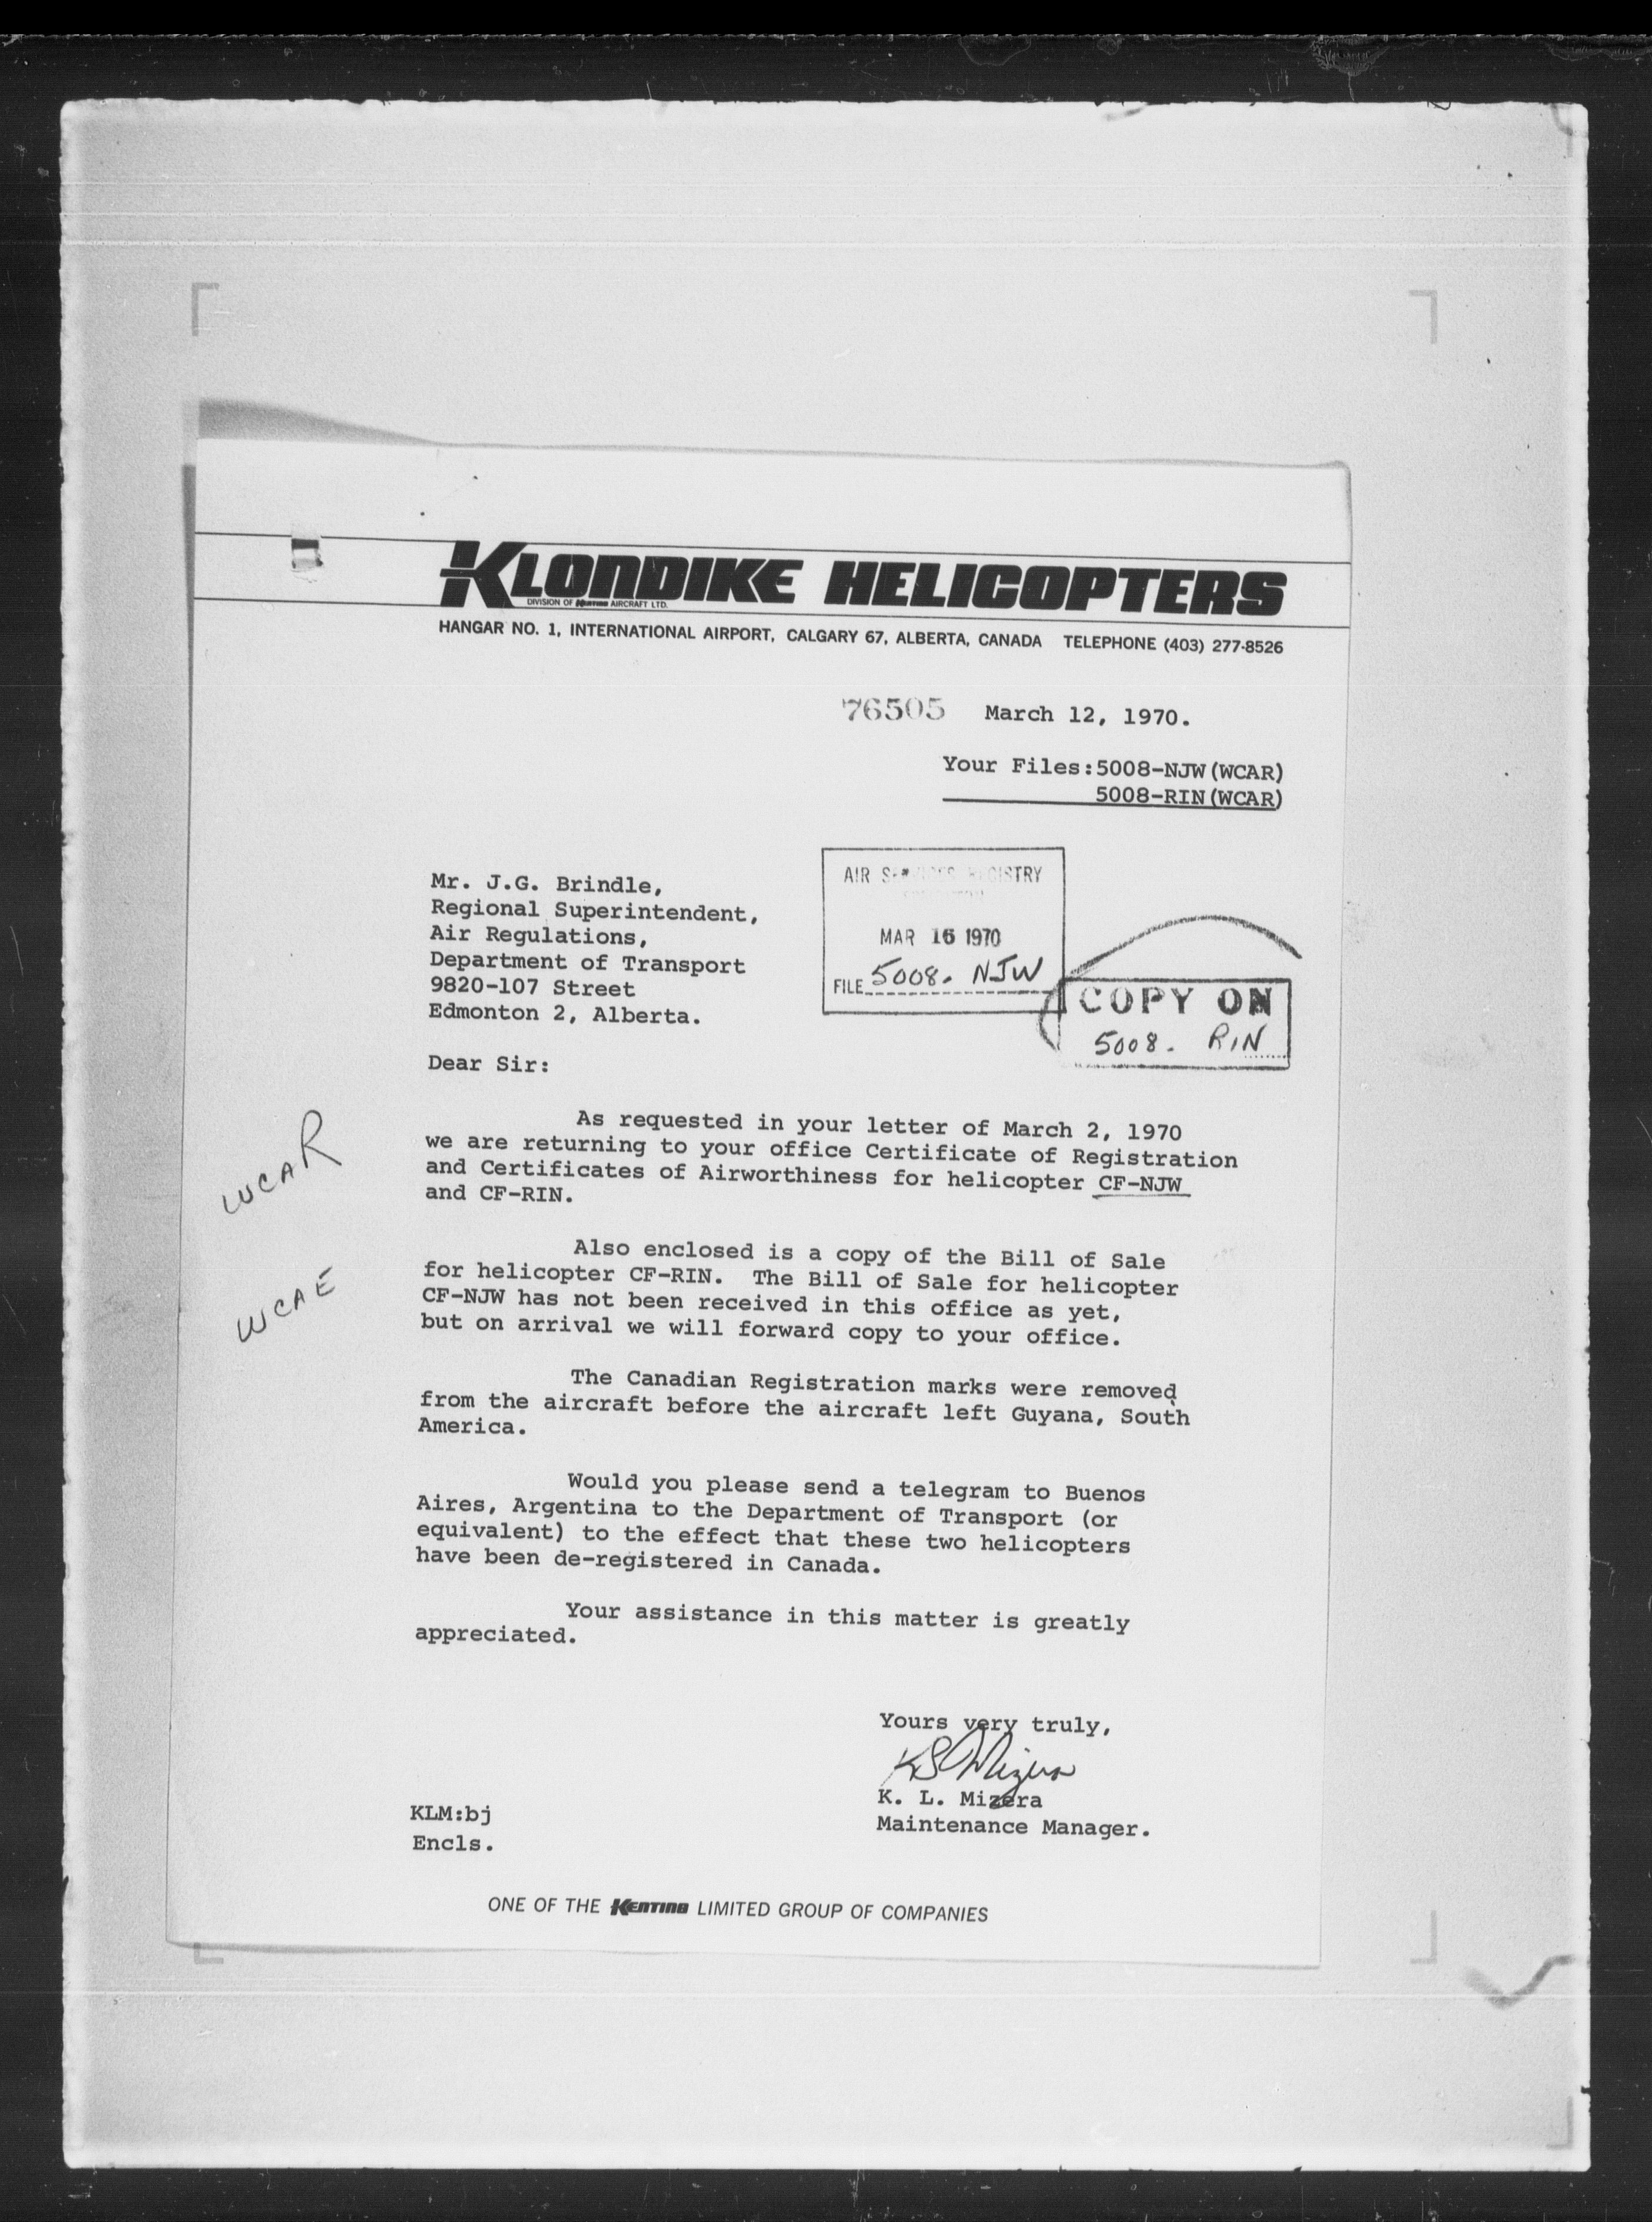 KLONDIKE HELICOPTERS
DIVISION OF KENTING AIRCRAFT LTD.
HANGAR NO. 1, INTERNATIONAL AIRPORT, CALGARY 67, ALBERTA, CANADA TELEPHONE (403) 277-8526
76505 March 12, 1970.
Your Files:5008-NJW(WCAR)
5008-RIN(WCAR)
Mr. J.G. Brindle,
Regional Superintendent,
Air Regulations,
Department of Transport
9820-107 Street
Edmonton 2, Alberta.
AIR SERVICES REGISTRY
MAR 16 1970
FILE 5008. NJW
COPY ON
5008. RIN
Dear Sir:
WCAR
WCAE
As requested in your letter of March 2, 1970
we are returning to your office Certificate of Registration
and Certificates of Airworthiness for helicopter CF-NJW
and CF-RIN.
Also enclosed is a copy of the Bill of Sale
for helicopter CF-RIN. The Bill of Sale for helicopter
CF-NJW has not been received in this office as yet,
but on arrival we will forward copy to your office.
The Canadian Registration marks were removed
from the aircraft before the aircraft left Guyana, South
America.
Would you please send a telegram to Buenos
Aires, Argentina to the Department of Transport (or
equivalent) to the effect that these two helicopters
have been de-registered in Canada.
Your assistance in this matter is greatly
appreciated.
Yours very truly,
K. L. Mizera
Maintenance Manager.
KLM:bj
Encls.
ONE OF THE KENTING LIMITED GROUP OF COMPANIES